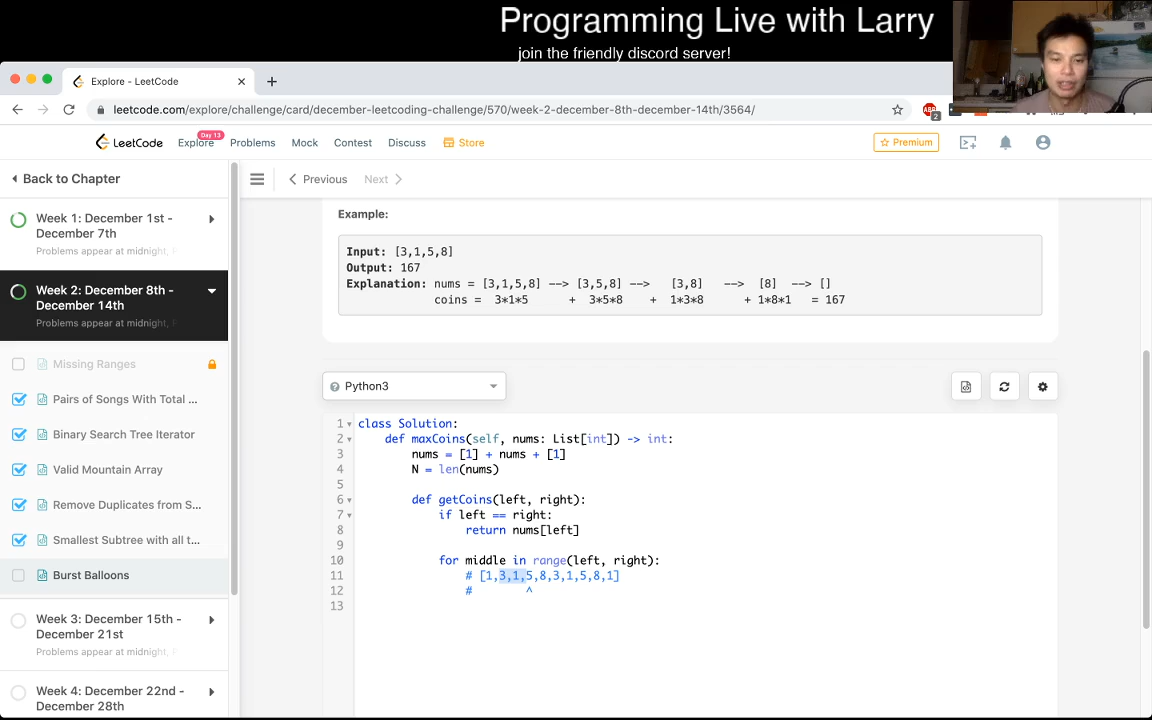 Programming Live with Larry
join the friendly discord server!
Explore - LeetCode
leetcode.com/explore/challenge/card/december-leetcoding-challenge/570/week-2-december-8th-december-14th/3564/
2
LeetCode
Explore
Day 13
Problems
Mock
Contest
Discuss
Store
Premium
Back to Chapter
Previous
Next
Week 1: December 1st -
December 7th
Problems appear at midnight,
Week 2: December 8th -
December 14th
Problems appear at midnight,
Missing Ranges
Pairs of Songs With Total ...
Binary Search Tree Iterator
Valid Mountain Array
Remove Duplicates from S...
Smallest Subtree with all t...
Burst Balloons
Week 3: December 15th -
December 21st
Problems appear at midnight,
Week 4: December 22nd -
December 28th
Example:
Input: [3,1,5,8]
Output: 167
Explanation: nums = [3,1,5,8] --> [3,5,8] --> [3,8] --> [8] --> []
coins = 3*1*5 + 3*5*8 + 1*3*8 + 1*8*1 = 167
Python3
1 class Solution:
2 def maxCoins(self, nums: List[int]) -> int:
3 nums = [1] + nums + [1]
4 N = len(nums)
5
6 def getCoins(left, right):
7 if left == right:
8 return nums[left]
9
10 for middle in range(left, right):
11 # [1,3,1,5,8,3,1,5,8,1]
12 # ^
13